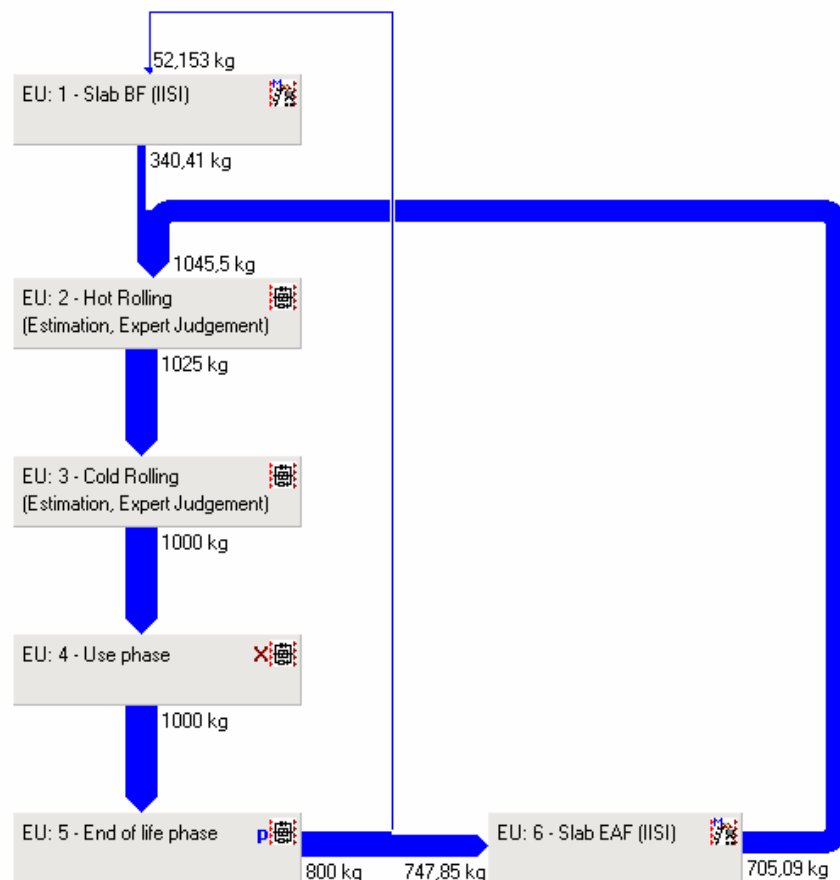 52,153 kg
EU: 1 - Slab BF (IISI)
340,41 kg
1045,5 kg
EU: 2 - Hot Rolling
(Estimation, Expert Judgement)
1025 kg
EU: 3 - Cold Rolling
(Estimation, Expert Judgement)
1000 kg
EU: 4 - Use phase
1000 kg
EU: 5 - End of life phase
p
EU: 6 - Slab EAF (IISI)
800 kg
747,85 kg
705,09 kg